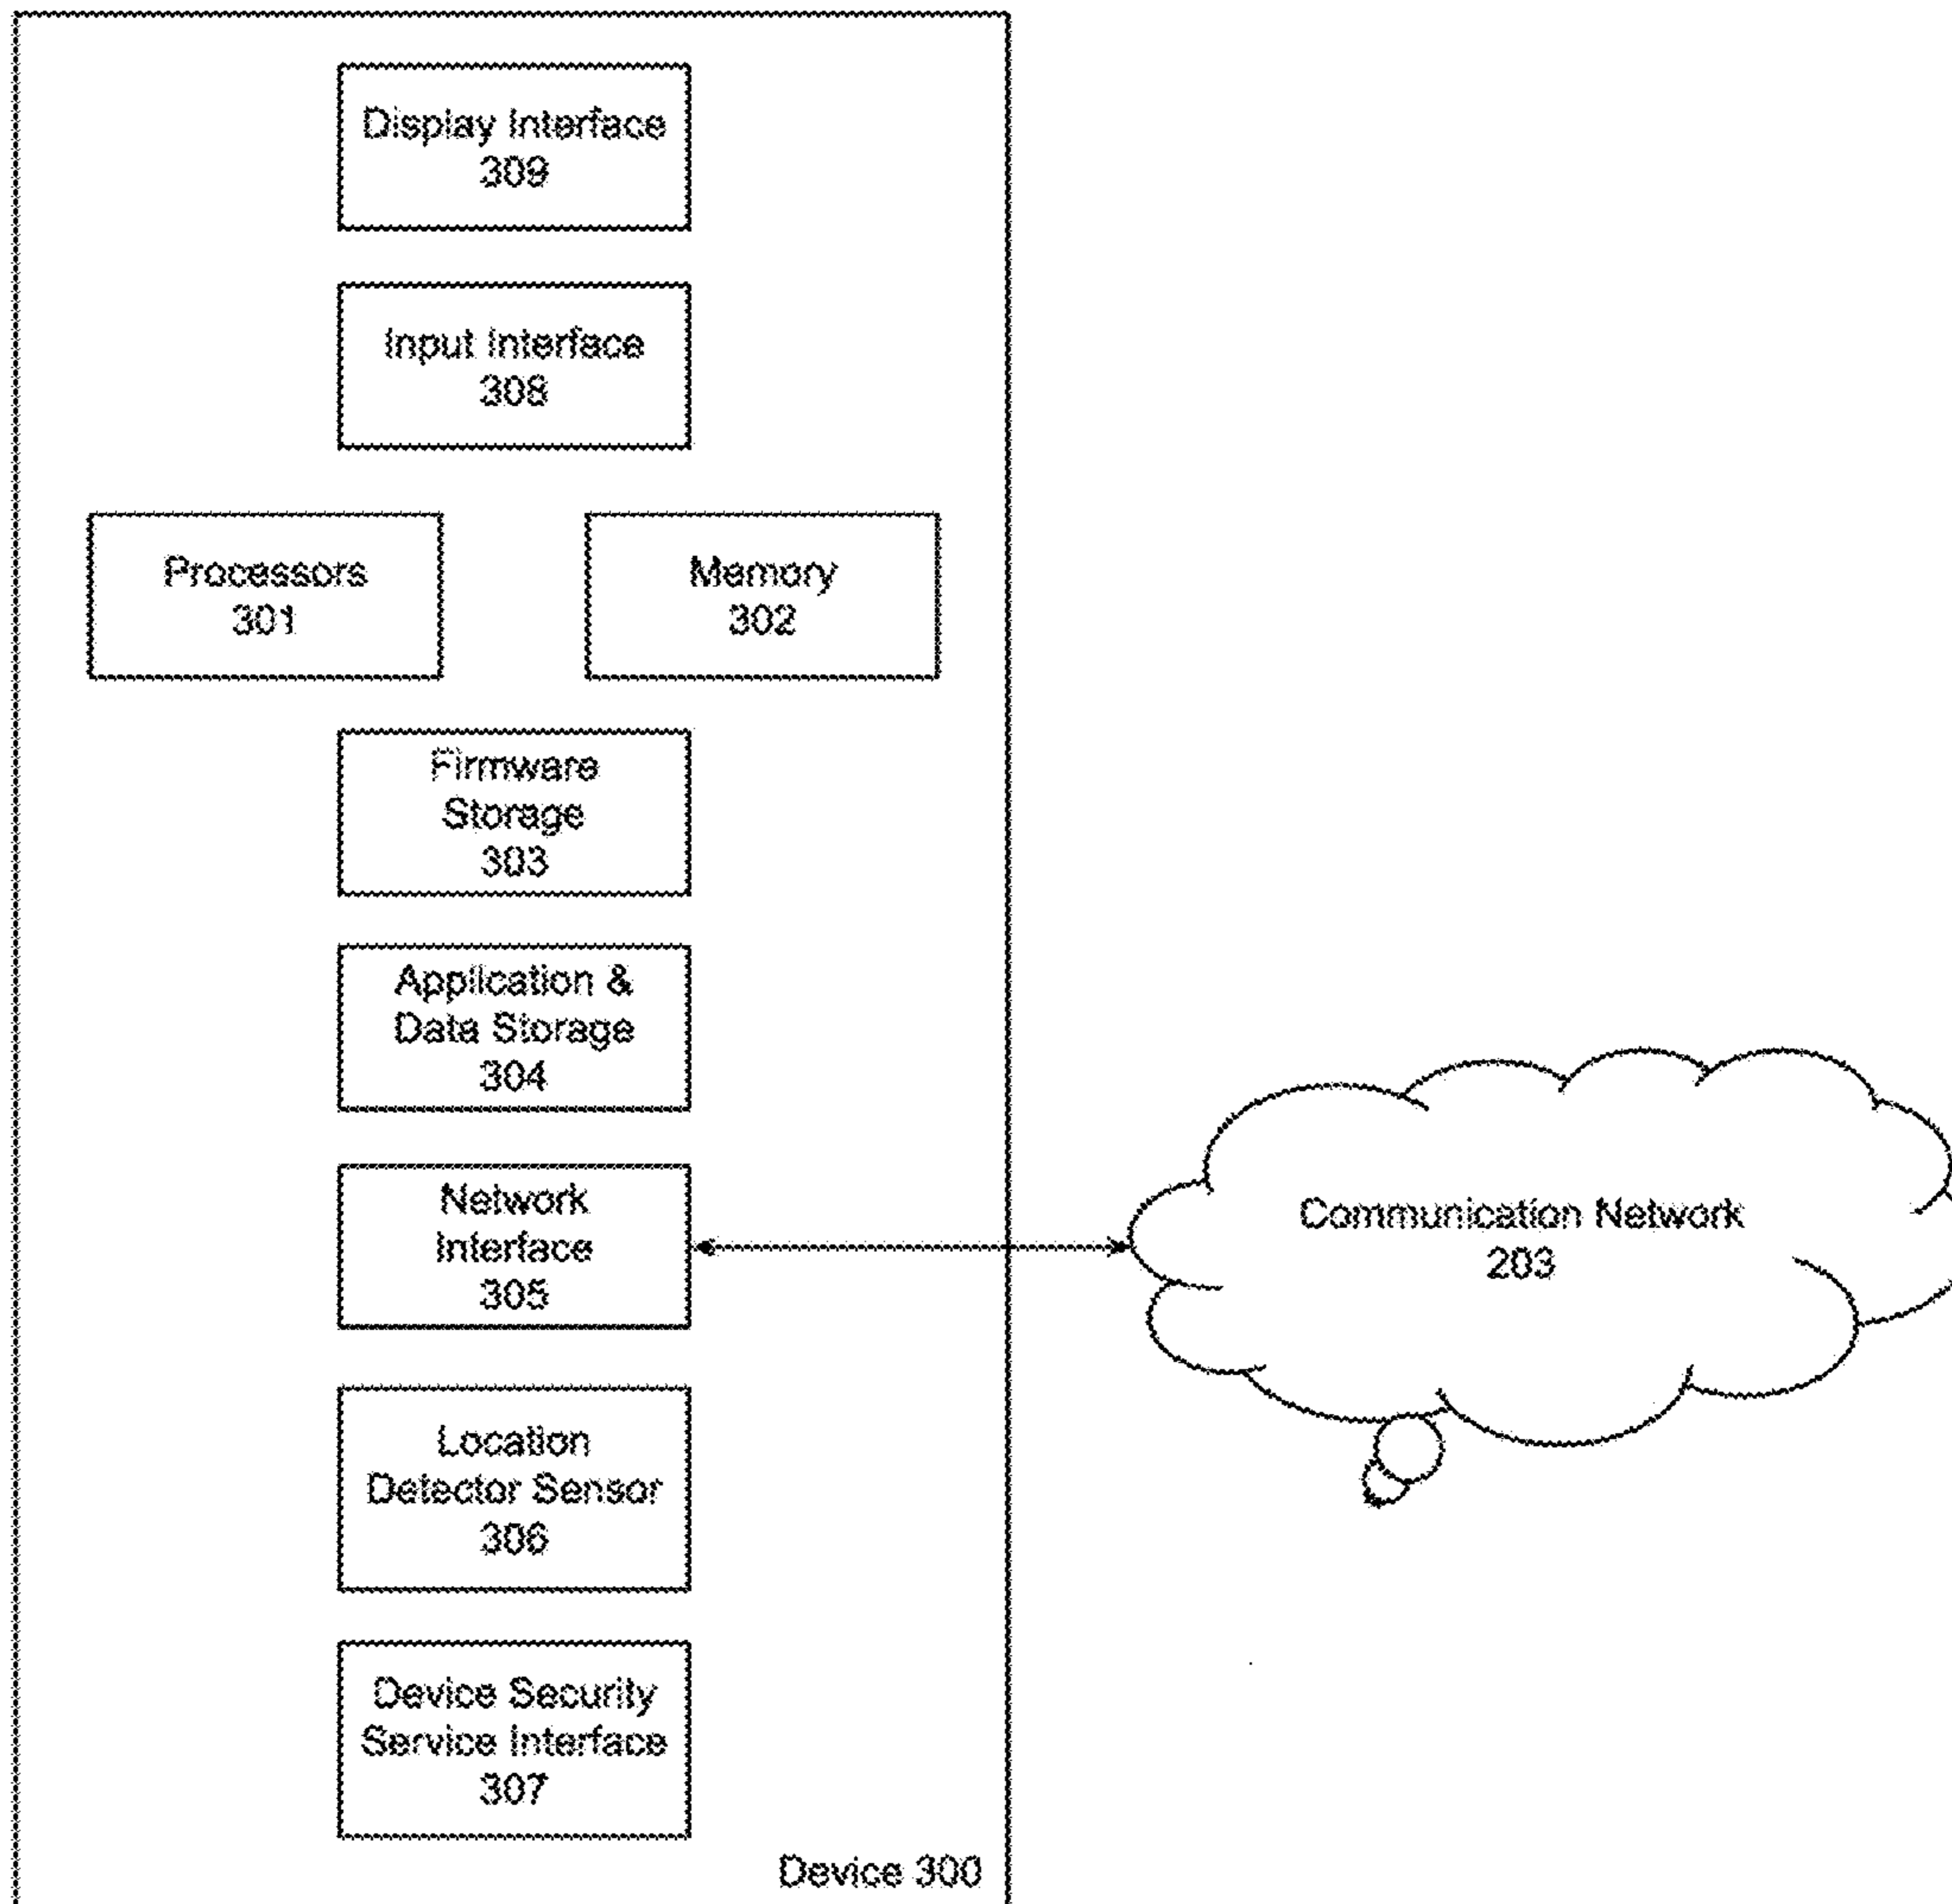 Display Interface
309
Input Interface
308
Processors
301
Memory
302
Firmware
Storage
303
Application &
Data Storage
304
Network
Interface
305
Communication Network
203
Location
Detector Sensor
306
Device Security
Service Interface
307
Device 300